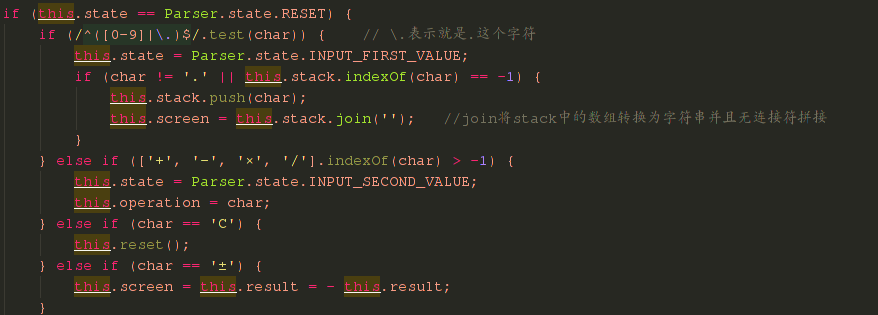 if (this.state == Parser.state.RESET) {
if (/^([0-9]|\.)$/.test(char)) { // \.表示就是.这个字符
this.state = Parser.state.INPUT_FIRST_VALUE;
if (char != '.' || this.stack.indexOf(char) == -1) {
this.stack.push(char);
this.screen = this.stack.join(''); //join将stack中的数组转换为字符串并且无连接符拼接
}
} else if (['+', '-', '×', '/'].indexOf(char) > -1) {
this.state = Parser.state.INPUT_SECOND_VALUE;
this.operation = char;
} else if (char == 'C') {
this.reset();
} else if (char == '±') {
this.screen = this.result = - this.result;
}